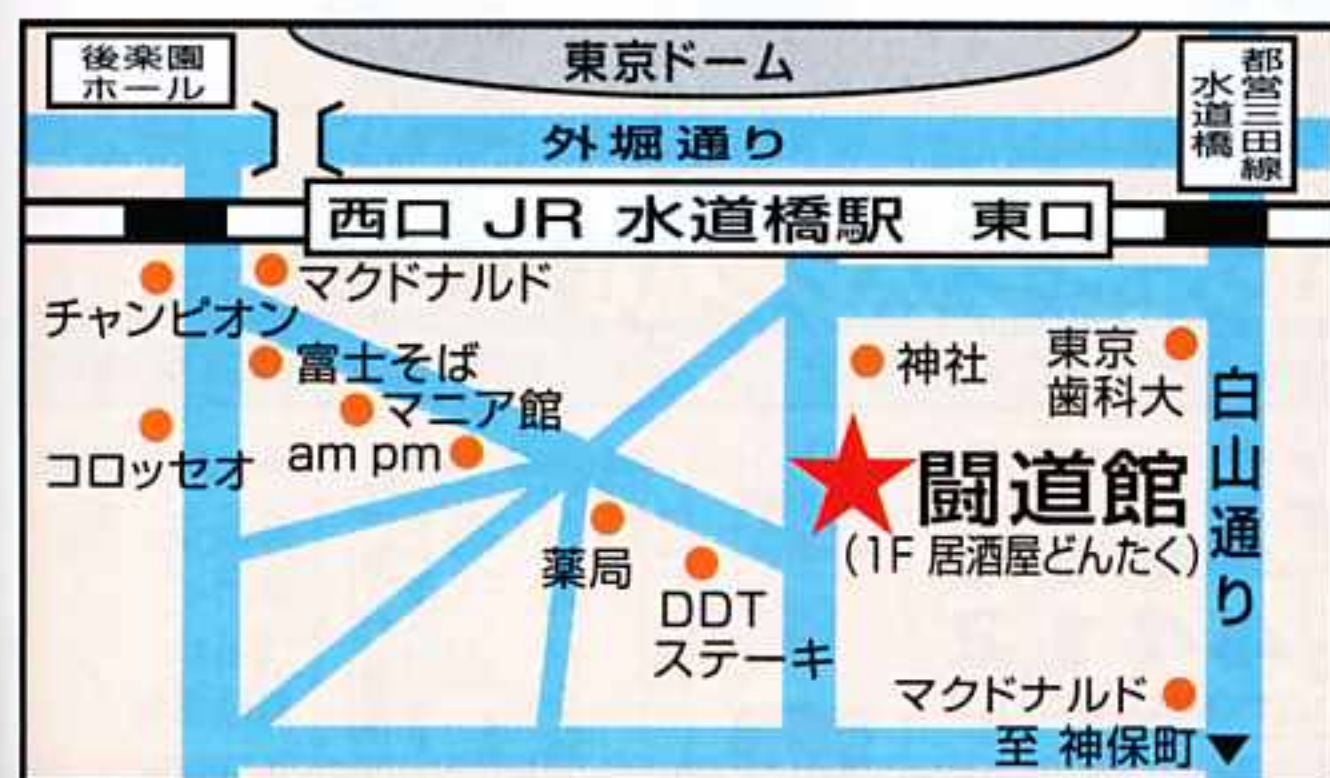 後楽園
ホール
東京ドーム
都営三田線
水道橋
外堀通り
西口 JR 水道橋駅 東口
マクドナルド
チャンピオン
富士そば
マニア館
am pm
コロッセオ
神社
東京
歯科大
白山通り
闘道館
(1F 居酒屋どんたく)
薬局
DDT
ステーキ
マクドナルド
至 神保町▼